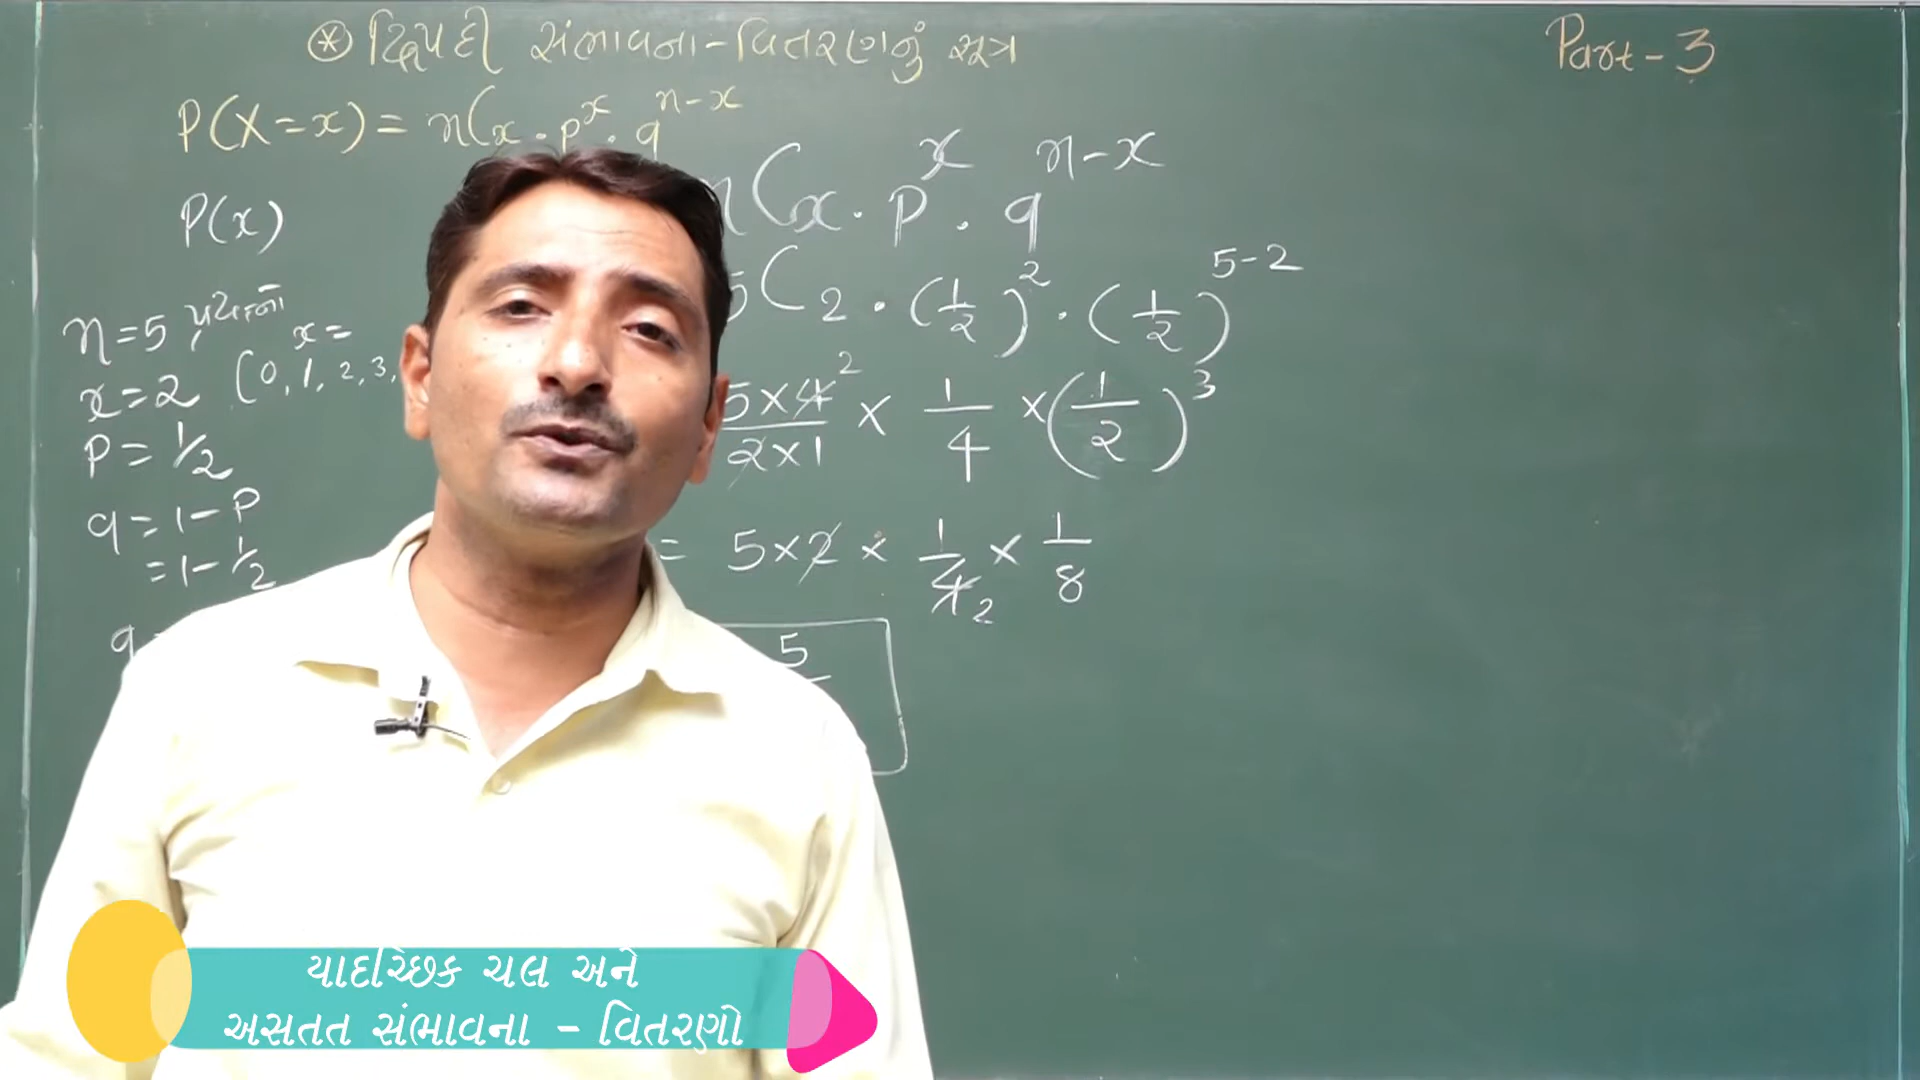 ⊛ દ્વિપદી સંભાવના-વિતરણનું સૂત્ર
Part-3
P(X=x) = nCx · p^x · q^(n-x)
P(x)
nCx · p^x · q^(n-x)
5C2 · (1/2)^2 · (1/2)^(5-2)
n=5, પ્રયત્નો
x=
x=2 (0, 1, 2, 3,
5×4 2 / 2×1 × 1/4 × (1/2)^3
p=1/2
q=1-p
=1-1/2
= 5×2 × 1/4 2 × 1/8
q
5
યાદચ્છિક ચલ અને
અસતત સંભાવના - વિતરણો